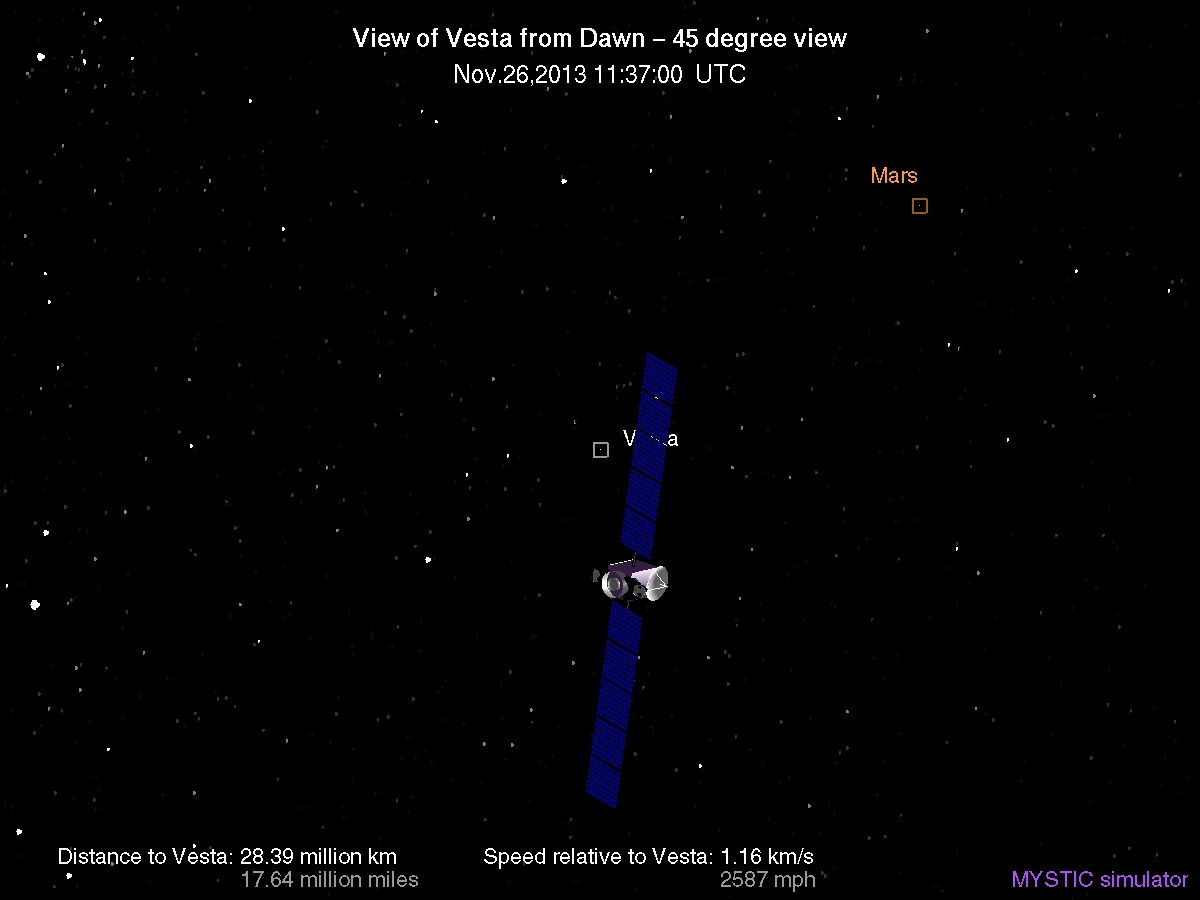 View of Vesta from Dawn – 45 degree view
Nov.26,2013 11:37:00 UTC
Mars
Vesta
Distance to Vesta: 28.39 million km
17.64 million miles
Speed relative to Vesta: 1.16 km/s
2587 mph
MYSTIC simulator